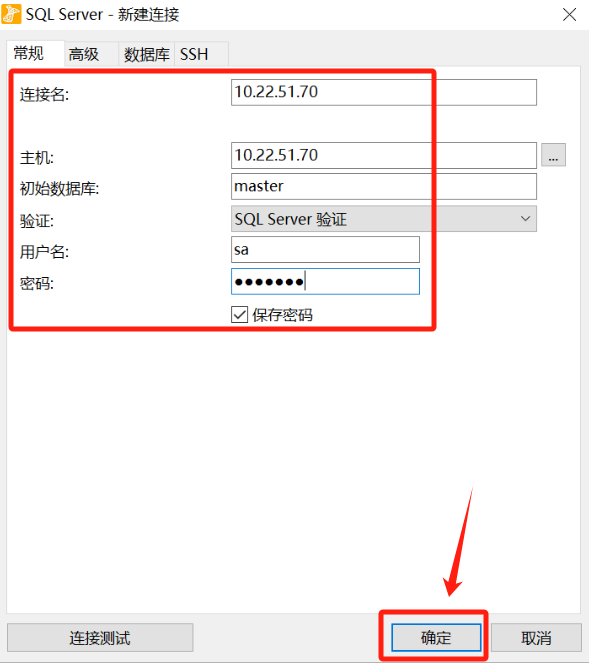 SQL Server - 新建连接
常规 高级 数据库 SSH
连接名: 10.22.51.70
主机: 10.22.51.70 ...
初始数据库: master
验证: SQL Server 验证
用户名: sa
密码: ●●●●●●●
保存密码
连接测试 确定 取消